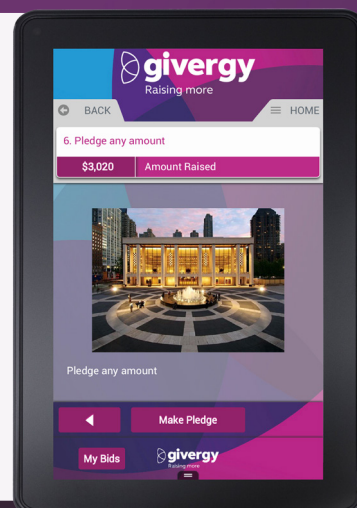 givergy
Raising more
BACK
HOME
6. Pledge any amount
$3,020 Amount Raised
Pledge any amount
Make Pledge
My Bids
givergy
Raising more